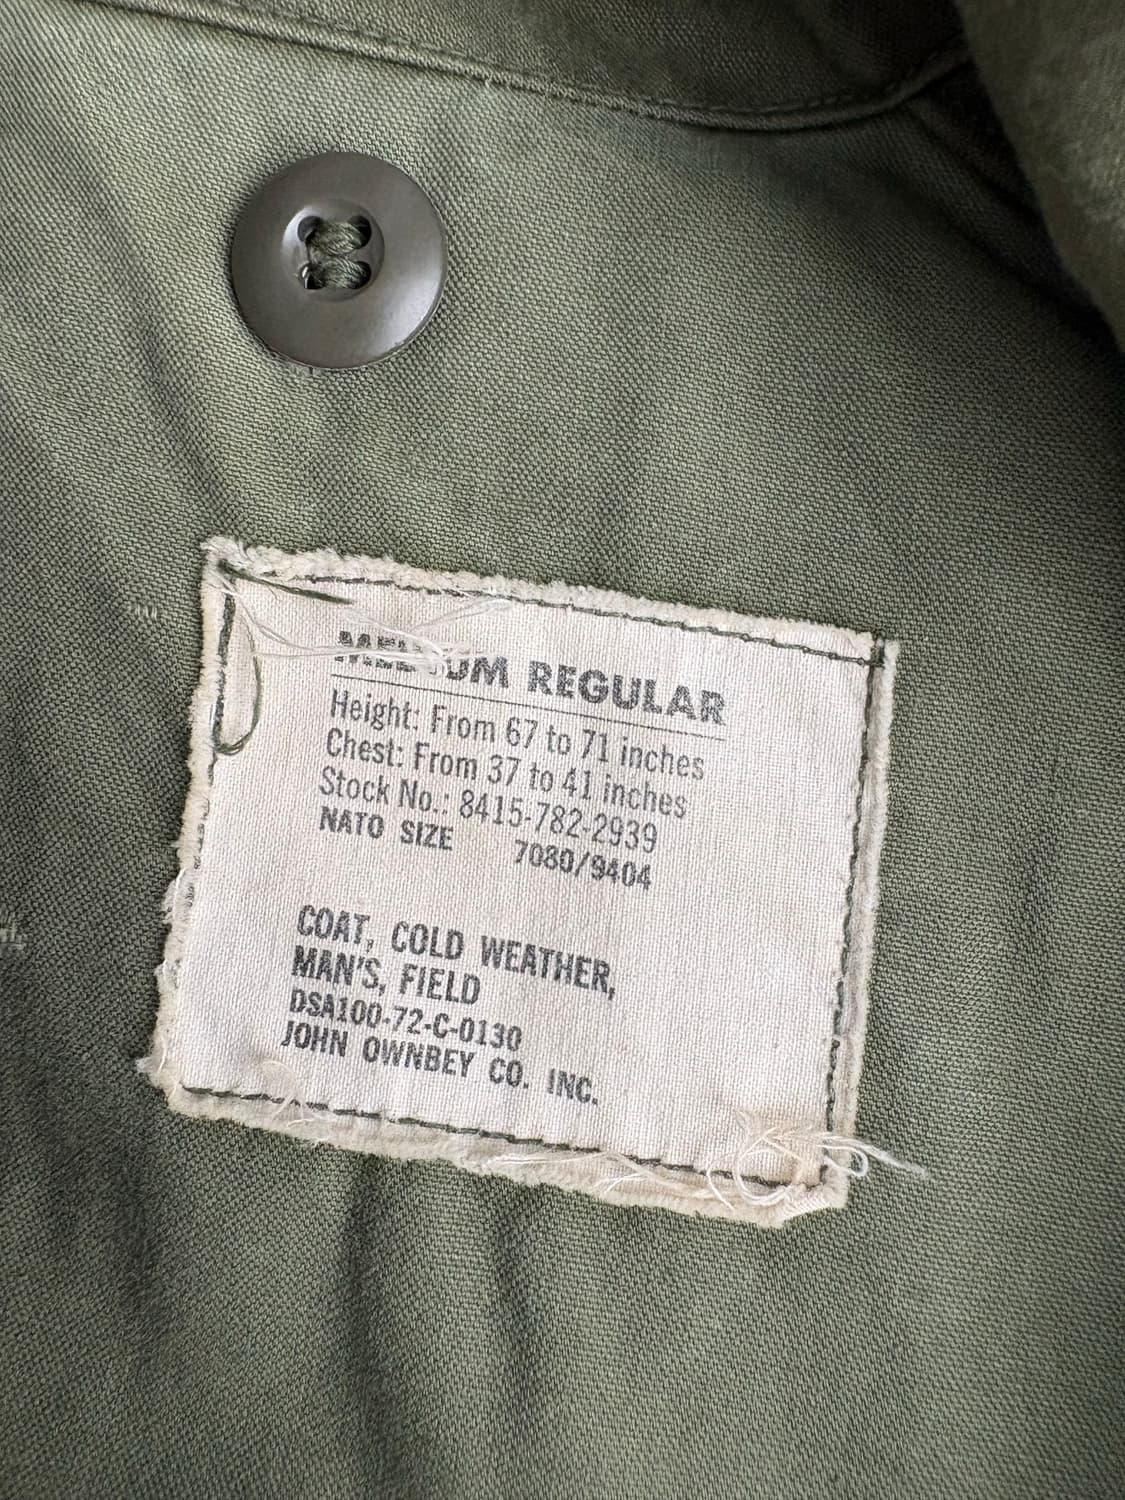 MEDIUM REGULAR
Height: From 67 to 71 inches
Chest: From 37 to 41 inches
Stock No.: 8415-782-2939
NATO SIZE 7080/9404
COAT, COLD WEATHER,
MAN'S, FIELD
DSA100-72-C-0130
JOHN OWNBEY CO. INC.